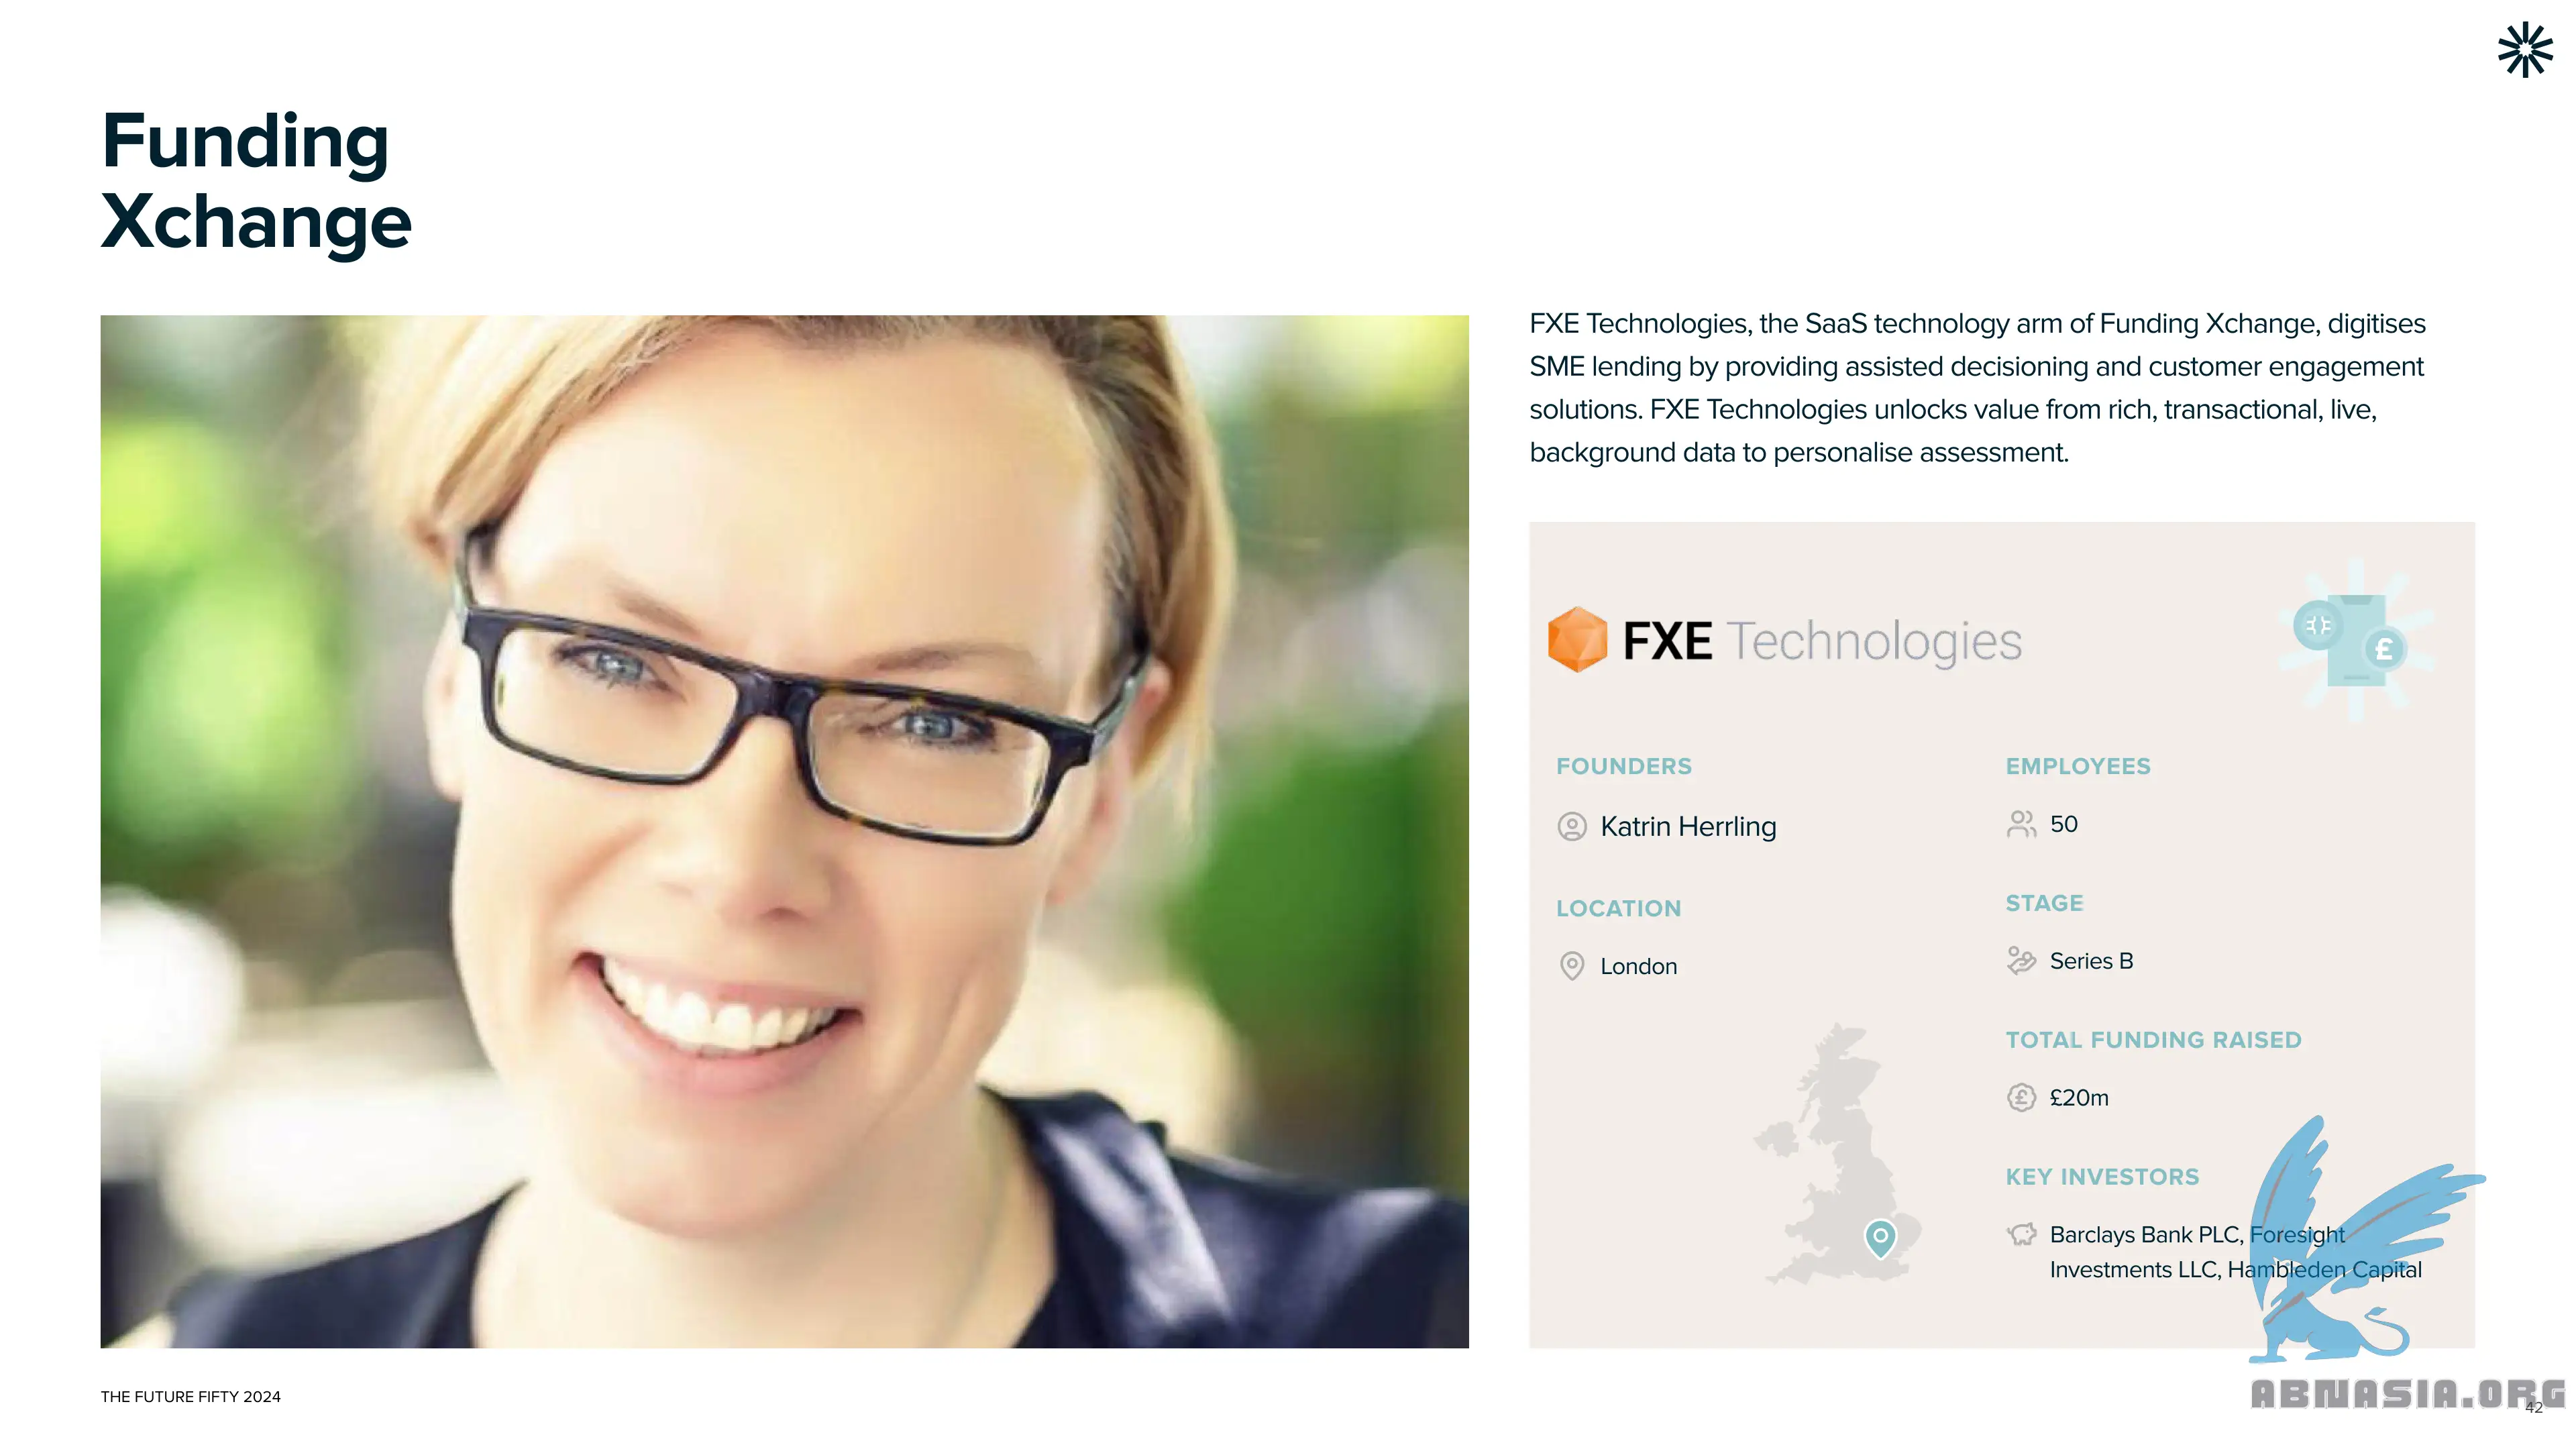 Funding
Xchange
FXE Technologies, the SaaS technology arm of Funding Xchange, digitises
SME lending by providing assisted decisioning and customer engagement
solutions. FXE Technologies unlocks value from rich, transactional, live,
background data to personalise assessment.
FXE Technologies
£
FOUNDERS
Katrin Herrling
LOCATION
London
EMPLOYEES
50
STAGE
Series B
TOTAL FUNDING RAISED
£
£20m
KEY INVESTORS
Barclays Bank PLC, Foresight
Investments LLC, Hambleden Capital
THE FUTURE FIFTY 2024
ABNASIA.ORG
42